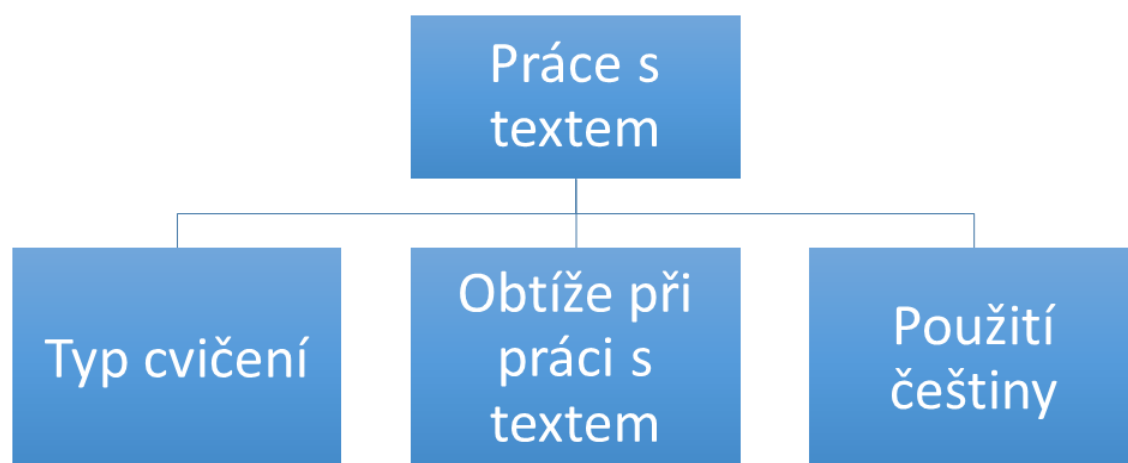 Práce s
textem
Typ cvičení
Obtíže při
práci s
textem
Použití
češtiny